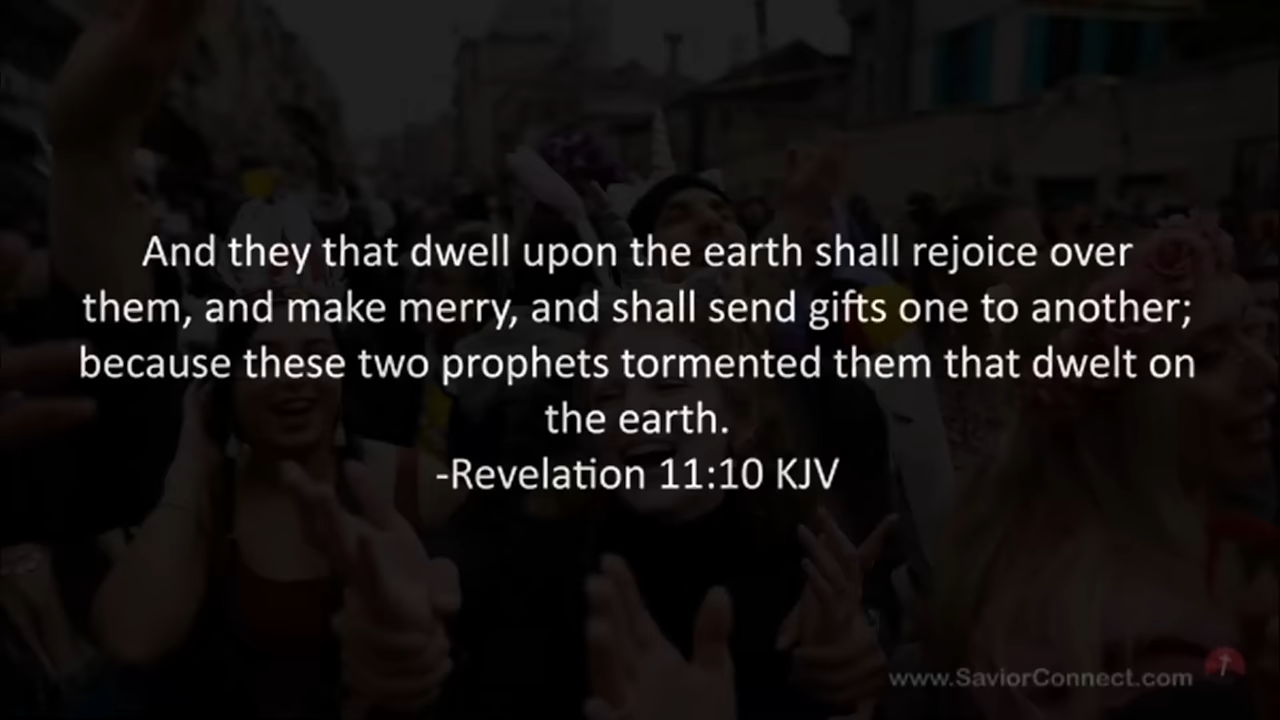 And they that dwell upon the earth shall rejoice over
them, and make merry, and shall send gifts one to another;
because these two prophets tormented them that dwelt on
the earth.
-Revelation 11:10 KJV
www.SaviorConnect.com